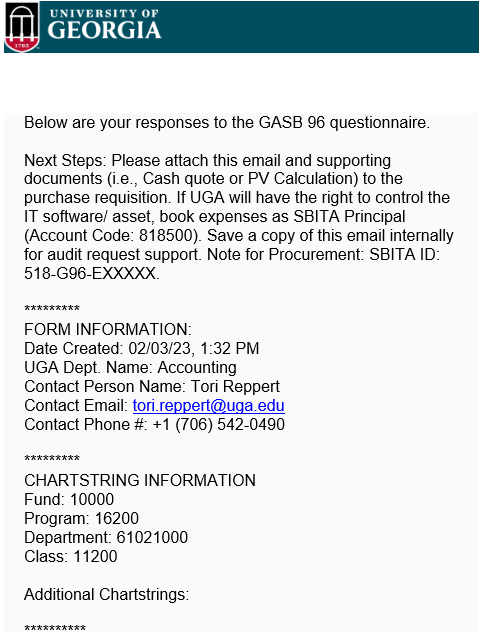 UNIVERSITY OF
GEORGIA
1785
Below are your responses to the GASB 96 questionnaire.
Next Steps: Please attach this email and supporting
documents (i.e., Cash quote or PV Calculation) to the
purchase requisition. If UGA will have the right to control the
IT software/ asset, book expenses as SBITA Principal
(Account Code: 818500). Save a copy of this email internally
for audit request support. Note for Procurement: SBITA ID:
518-G96-EXXXXX.
*********
FORM INFORMATION:
Date Created: 02/03/23, 1:32 PM
UGA Dept. Name: Accounting
Contact Person Name: Tori Reppert
Contact Email: tori.reppert@uga.edu
Contact Phone #: +1 (706) 542-0490
*********
CHARTSTRING INFORMATION
Fund: 10000
Program: 16200
Department: 61021000
Class: 11200
Additional Chartstrings:
**********